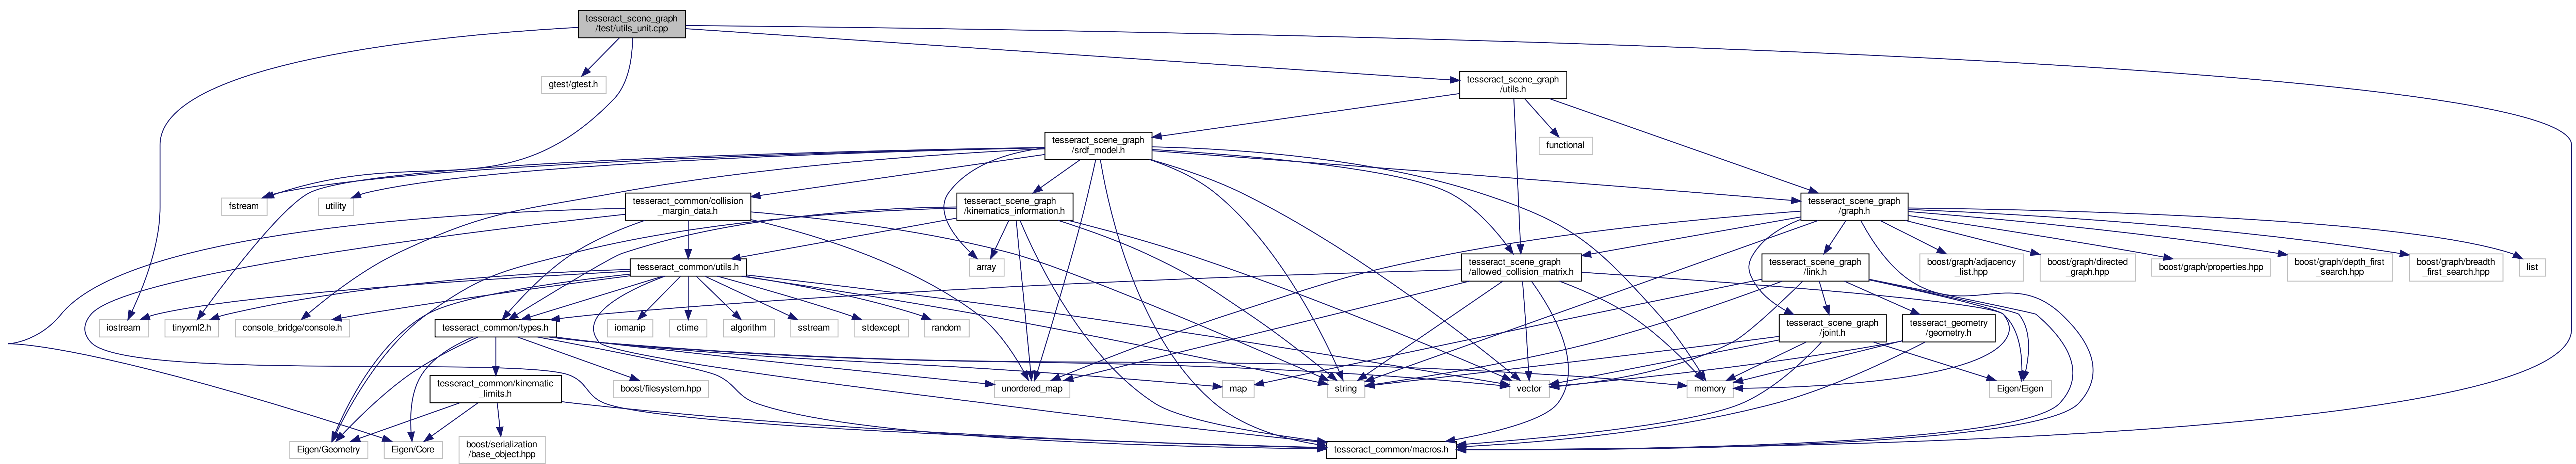 tesseract_scene_graph
/test/utils_unit.cpp
gtest/gtest.h
tesseract_scene_graph
/utils.h
tesseract_scene_graph
/srdf_model.h
functional
fstream
utility
tesseract_common/collision
_margin_data.h
tesseract_scene_graph
/kinematics_information.h
tesseract_scene_graph
/graph.h
tesseract_common/utils.h
array
tesseract_scene_graph
/allowed_collision_matrix.h
tesseract_scene_graph
/link.h
boost/graph/adjacency
_list.hpp
boost/graph/directed
_graph.hpp
boost/graph/properties.hpp
boost/graph/depth_first
_search.hpp
boost/graph/breadth
_first_search.hpp
list
iostream
tinyxml2.h
console_bridge/console.h
tesseract_common/types.h
iomanip
ctime
algorithm
sstream
stdexcept
random
tesseract_scene_graph
/joint.h
tesseract_geometry
/geometry.h
tesseract_common/kinematic
_limits.h
boost/filesystem.hpp
unordered_map
map
string
vector
memory
Eigen/Eigen
Eigen/Geometry
Eigen/Core
boost/serialization
/base_object.hpp
tesseract_common/macros.h